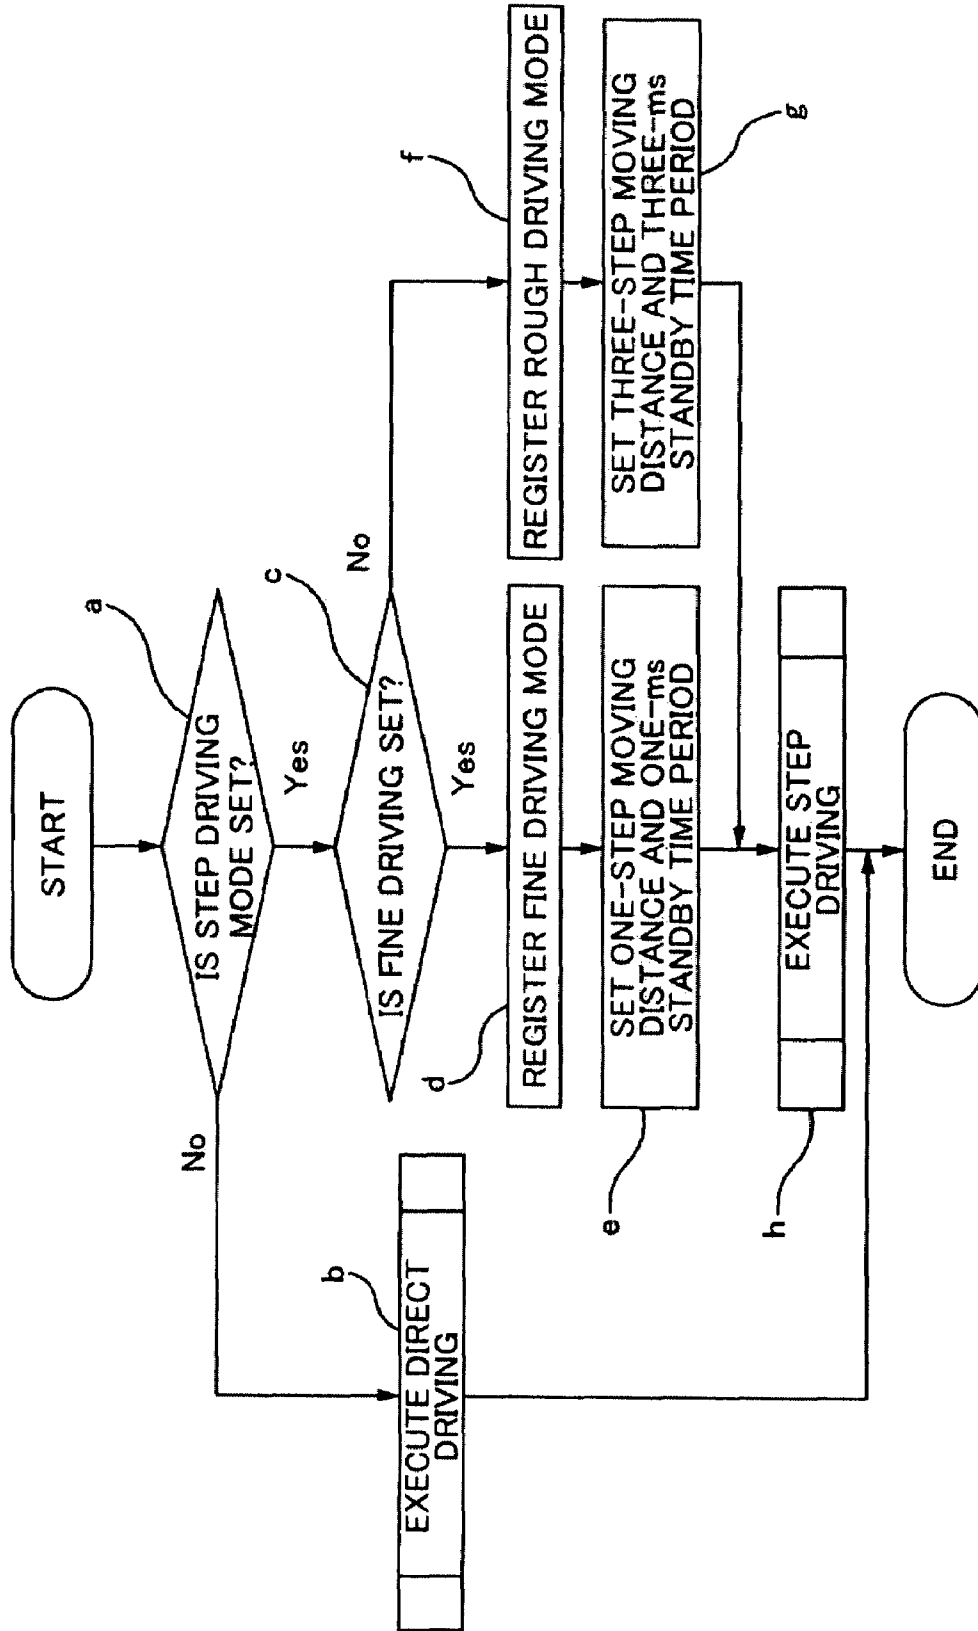 START
a
IS STEP DRIVING
MODE SET?
No
Yes
c
IS FINE DRIVING SET?
No
Yes
b
EXECUTE DIRECT
DRIVING
d
REGISTER FINE DRIVING MODE
f
REGISTER ROUGH DRIVING MODE
e
SET ONE-STEP MOVING
DISTANCE AND ONE-ms
STANDBY TIME PERIOD
g
SET THREE-STEP MOVING
DISTANCE AND THREE-ms
STANDBY TIME PERIOD
h
EXECUTE STEP
DRIVING
END